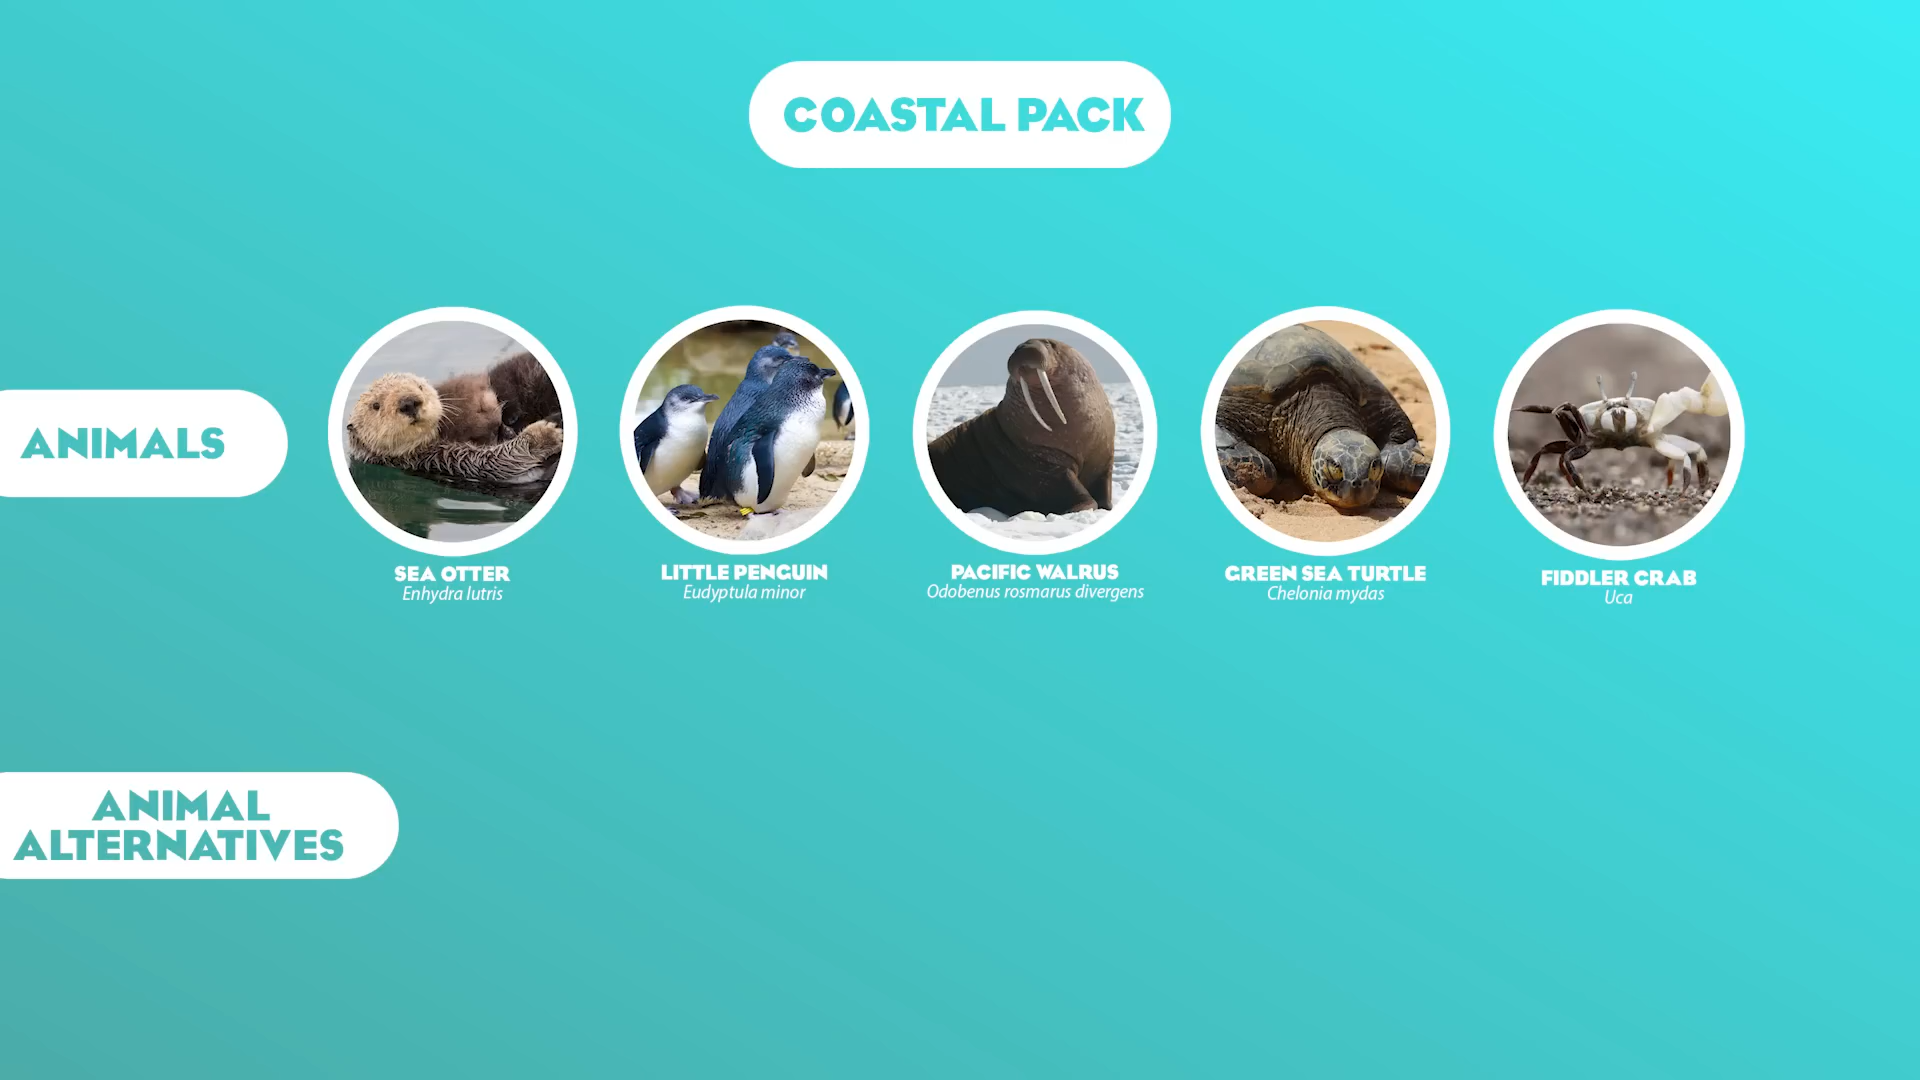 COASTAL PACK
ANIMALS
SEA OTTER
Enhydra lutris
LITTLE PENGUIN
Eudyptula minor
PACIFIC WALRUS
Odobenus rosmarus divergens
GREEN SEA TURTLE
Chelonia mydas
FIDDLER CRAB
Uca
ANIMAL
ALTERNATIVES